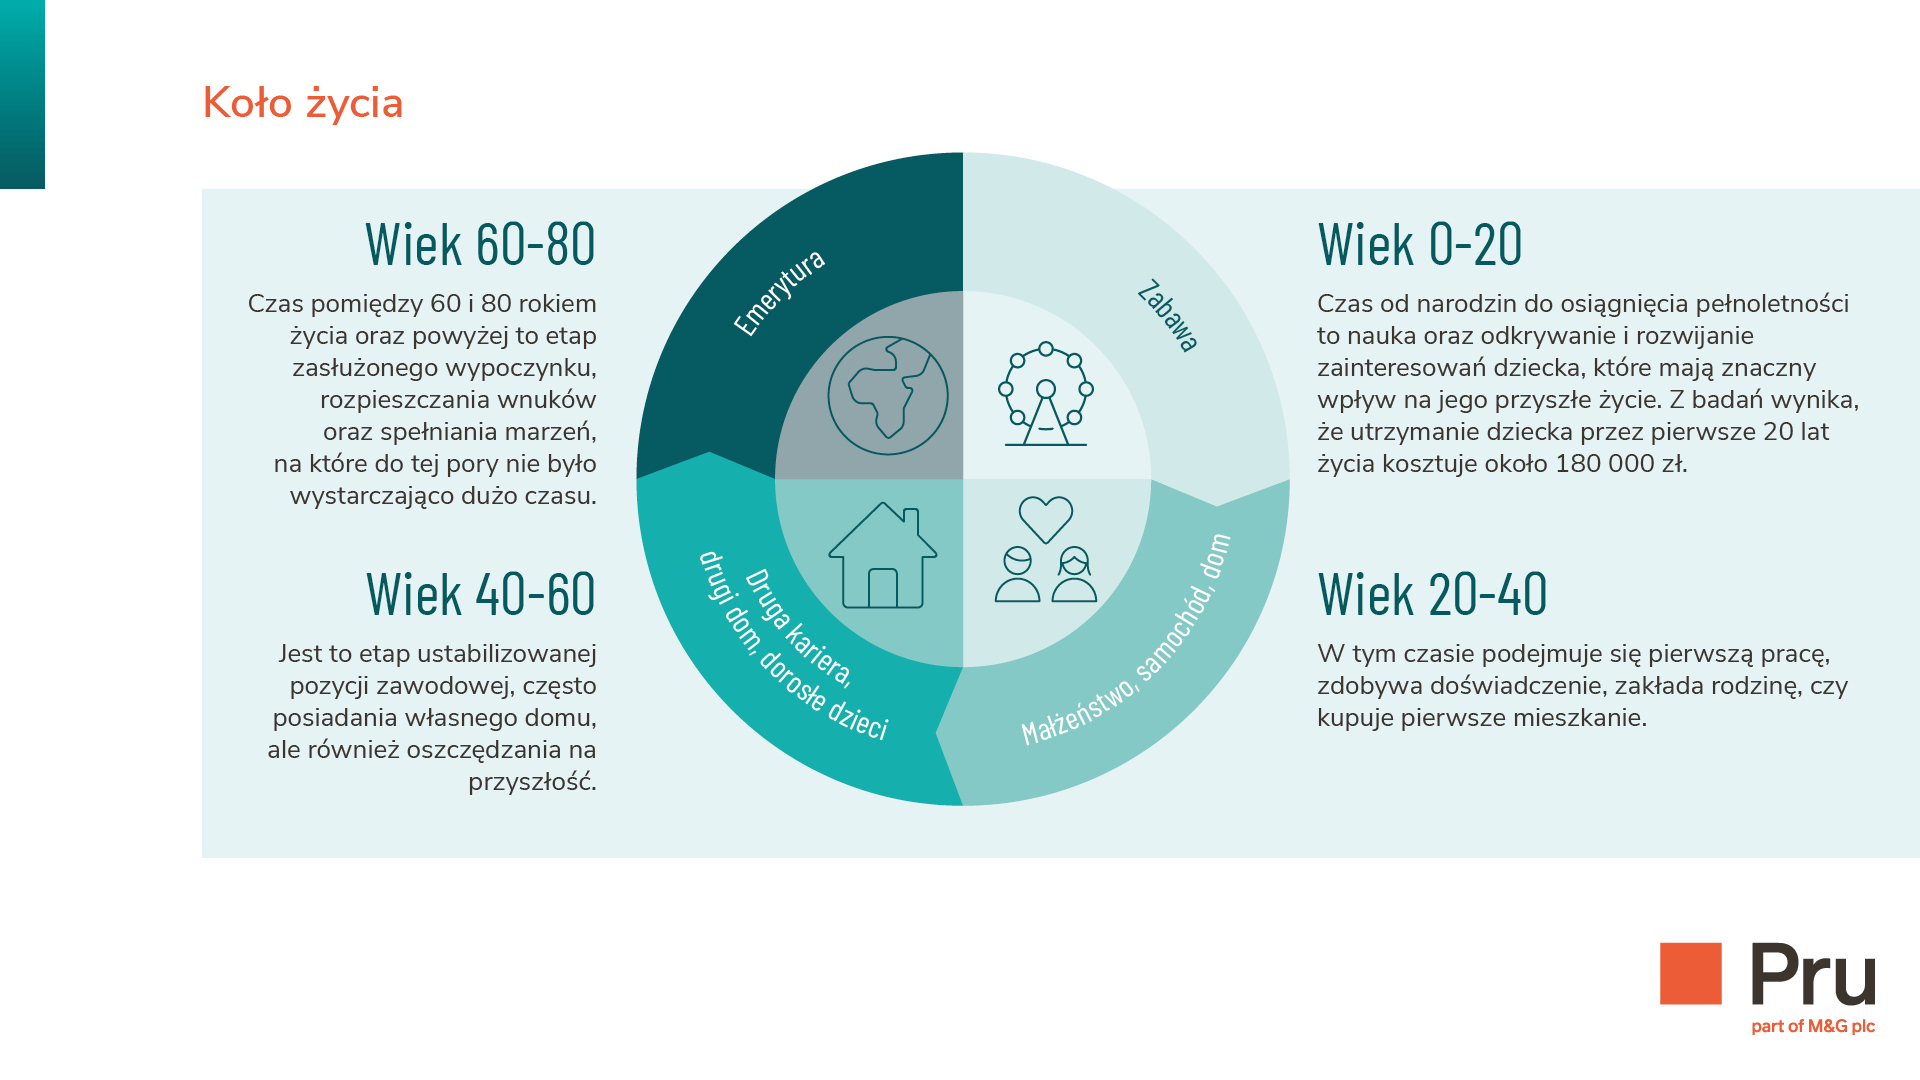 Koło życia
Wiek 60-80
Czas pomiędzy 60 i 80 rokiem
życia oraz powyżej to etap
zasłużonego wypoczynku,
rozpieszczania wnuków
oraz spełniania marzeń,
na które do tej pory nie było
wystarczająco dużo czasu.
Wiek 40-60
Jest to etap ustabilizowanej
pozycji zawodowej, często
posiadania własnego domu,
ale również oszczędzania na
przyszłość.
Emerytura
Zabawa
Druga kariera,
drugi dom, dorosłe dzieci
Małżeństwo, samochód, dom
Wiek 0-20
Czas od narodzin do osiągnięcia pełnoletności
to nauka oraz odkrywanie i rozwijanie
zainteresowań dziecka, które mają znaczny
wpływ na jego przyszłe życie. Z badań wynika,
że utrzymanie dziecka przez pierwsze 20 lat
życia kosztuje około 180 000 zł.
Wiek 20-40
W tym czasie podejmuje się pierwszą pracę,
zdobywa doświadczenie, zakłada rodzinę, czy
kupuje pierwsze mieszkanie.
Pru
part of M&G plc